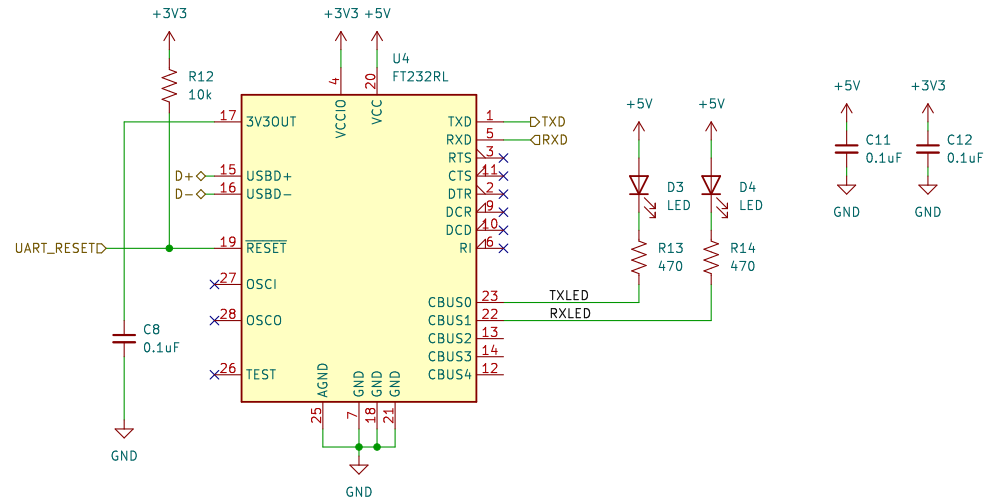 +3V3
+3V3
+5V
R12
10k
U4
FT232RL
4
VCCIO
20
VCC
17
3V3OUT
15
USBD+
D+
16
USBD-
D-
UART_RESET
19
RESET
27
OSCI
28
OSCO
26
TEST
C8
0.1uF
GND
TXD
1
TXD
RXD
5
RXD
RTS
3
CTS
11
DTR
2
DCR
9
DCD
10
RI
6
CBUS0
23
TXLED
CBUS1
22
RXLED
CBUS2
13
CBUS3
14
CBUS4
12
AGND
GND
GND
GND
25
7
18
21
GND
+5V
+5V
D3
LED
D4
LED
R13
470
R14
470
+5V
C11
0.1uF
GND
+3V3
C12
0.1uF
GND